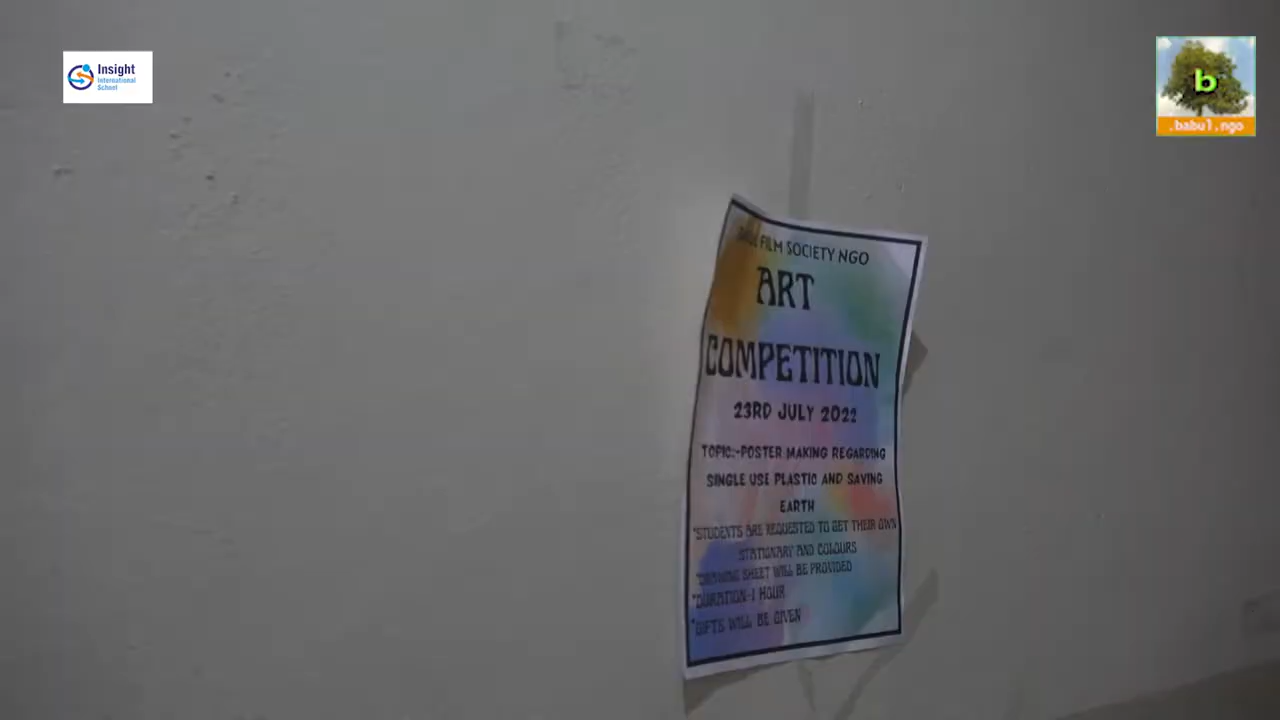 Insight
International
School
b
.babul.ngo
FILM SOCIETY NGO
ART
COMPETITION
23RD JULY 2022
TOPIC:-POSTER MAKING REGARDING
SINGLE USE PLASTIC AND SAVING
EARTH
*STUDENTS ARE REQUESTED TO GET THEIR OWN
STATIONARY AND COLOURS
*DRAWING SHEET WILL BE PROVIDED
*DURATION-1 HOUR
*GIFTS WILL BE GIVEN